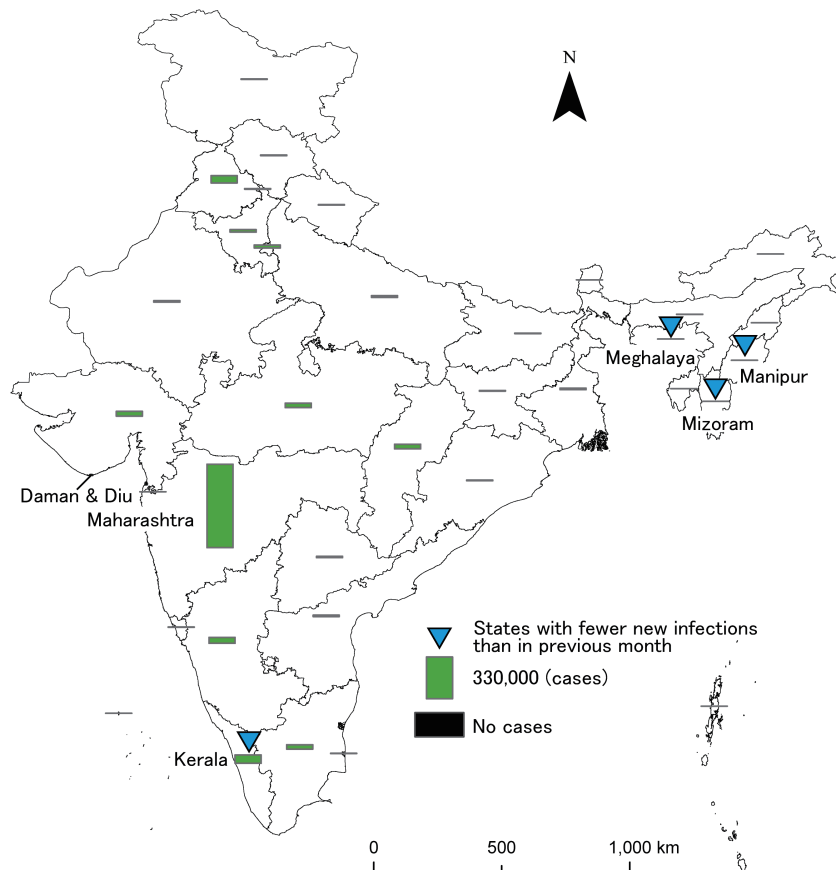 N
Meghalaya
Manipur
Mizoram
Daman & Diu
Maharashtra
States with fewer new infections
than in previous month
330,000 (cases)
No cases
Kerala
0 500 1,000 km